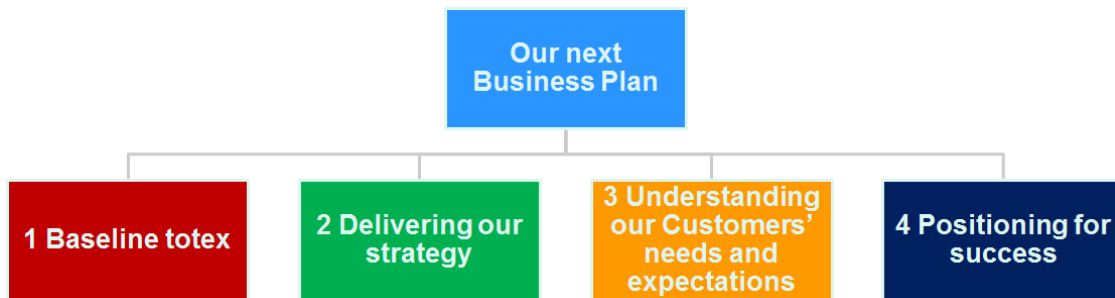 Our next
Business Plan
1 Baseline totex
2 Delivering our
strategy
3 Understanding
our Customers’
needs and
expectations
4 Positioning for
success